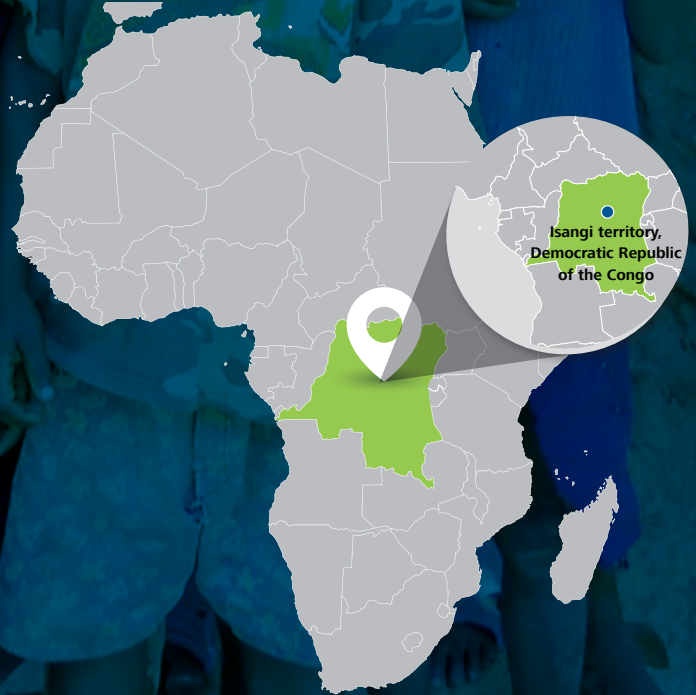 Isangi territory,
Democratic Republic
of the Congo